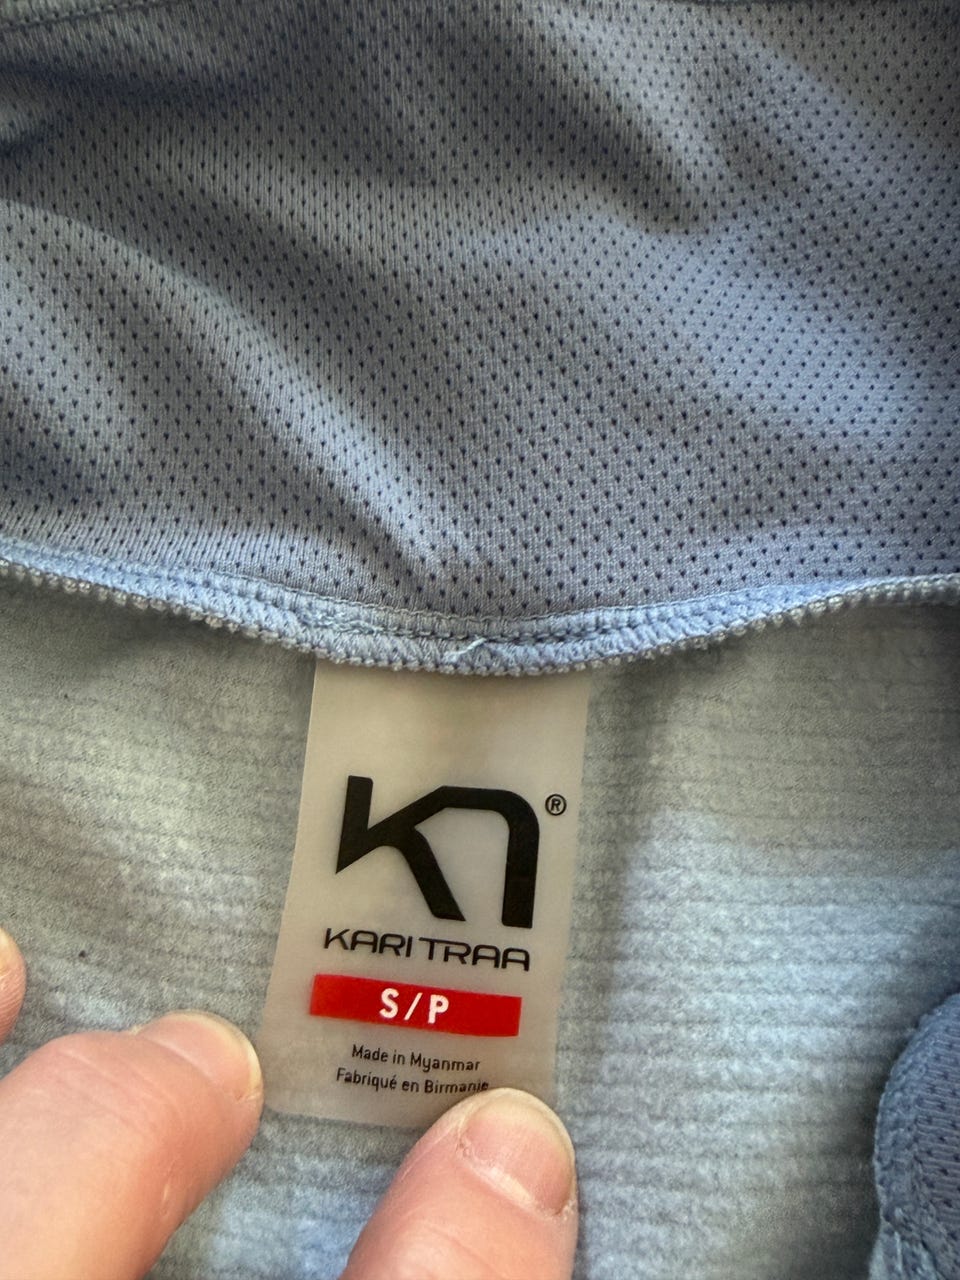 KARI TRAA
S/P
Made in Myanmar
Fabriqué en Birmanie